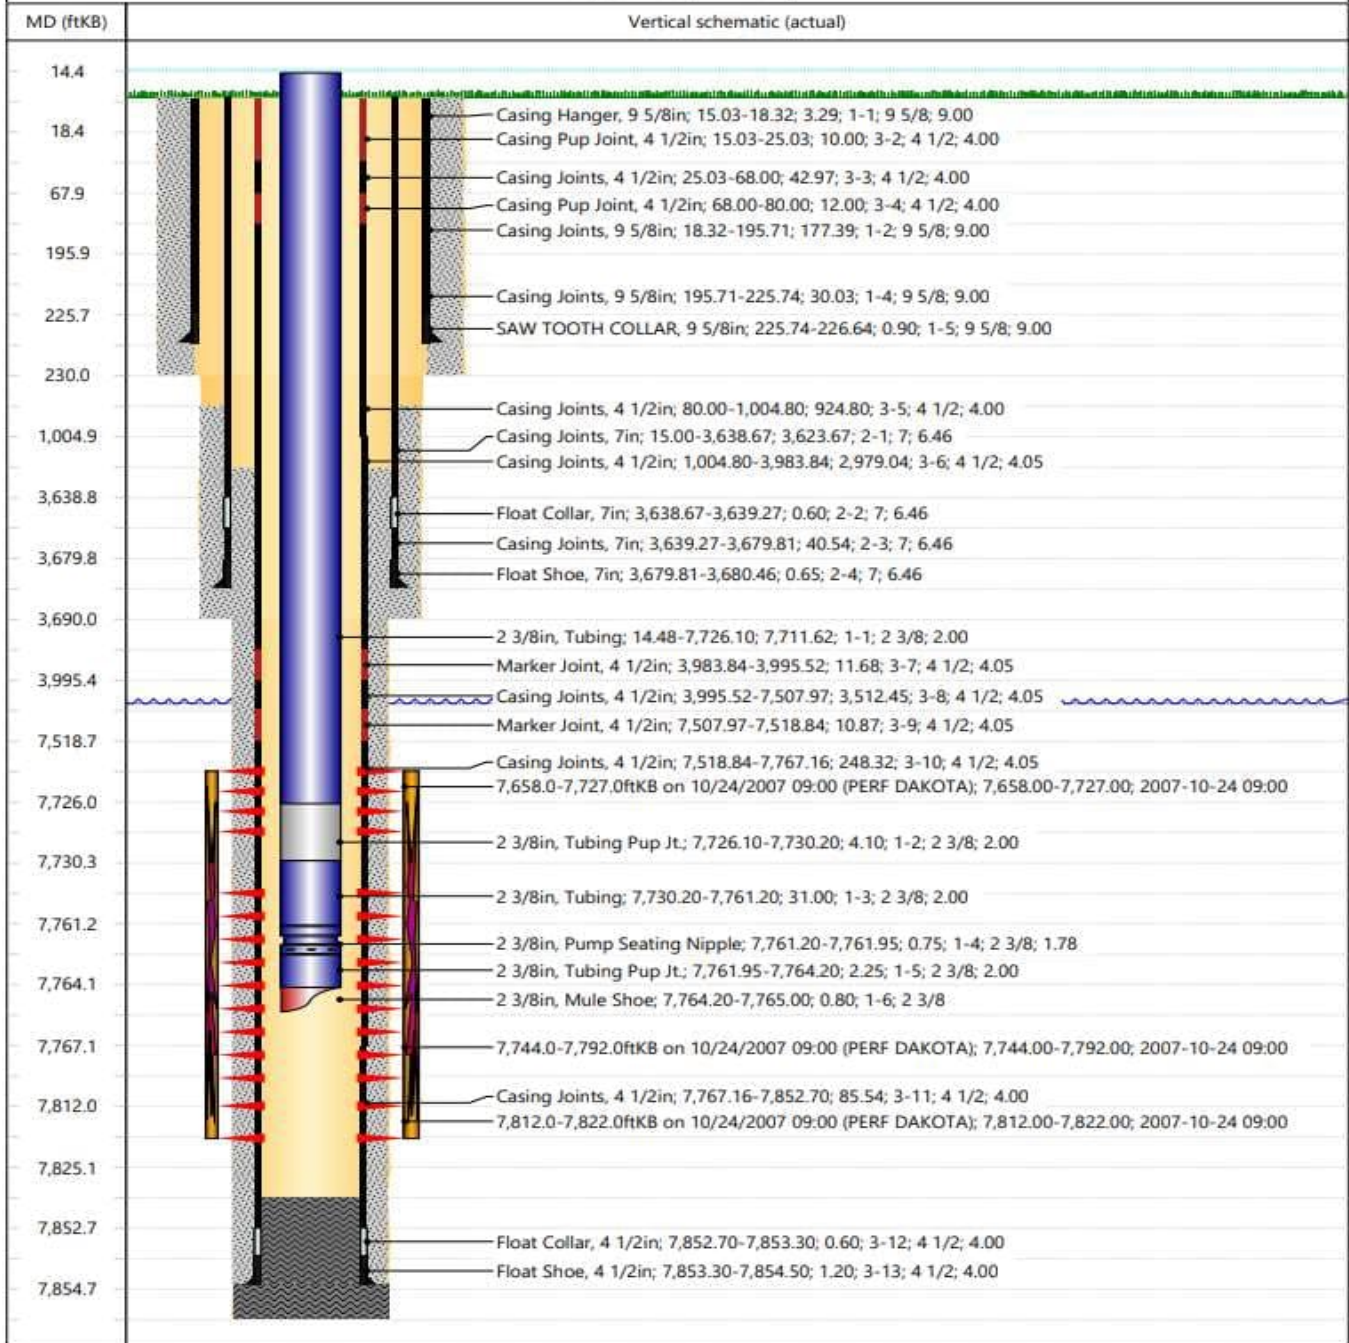 MD (ftKB)
Vertical schematic (actual)
14.4
Casing Hanger, 9 5/8in; 15.03-18.32; 3.29; 1-1; 9 5/8; 9.00
18.4
Casing Pup Joint, 4 1/2in; 15.03-25.03; 10.00; 3-2; 4 1/2; 4.00
Casing Joints, 4 1/2in; 25.03-68.00; 42.97; 3-3; 4 1/2; 4.00
67.9
Casing Pup Joint, 4 1/2in; 68.00-80.00; 12.00; 3-4; 4 1/2; 4.00
Casing Joints, 9 5/8in; 18.32-195.71; 177.39; 1-2; 9 5/8; 9.00
195.9
Casing Joints, 9 5/8in; 195.71-225.74; 30.03; 1-4; 9 5/8; 9.00
225.7
SAW TOOTH COLLAR, 9 5/8in; 225.74-226.64; 0.90; 1-5; 9 5/8; 9.00
230.0
Casing Joints, 4 1/2in; 80.00-1,004.80; 924.80; 3-5; 4 1/2; 4.00
1,004.9
Casing Joints, 7in; 15.00-3,638.67; 3,623.67; 2-1; 7; 6.46
Casing Joints, 4 1/2in; 1,004.80-3,983.84; 2,979.04; 3-6; 4 1/2; 4.05
3,638.8
Float Collar, 7in; 3,638.67-3,639.27; 0.60; 2-2; 7; 6.46
Casing Joints, 7in; 3,639.27-3,679.81; 40.54; 2-3; 7; 6.46
3,679.8
Float Shoe, 7in; 3,679.81-3,680.46; 0.65; 2-4; 7; 6.46
3,690.0
2 3/8in, Tubing; 14.48-7,726.10; 7,711.62; 1-1; 2 3/8; 2.00
Marker Joint, 4 1/2in; 3,983.84-3,995.52; 11.68; 3-7; 4 1/2; 4.05
3,995.4
Casing Joints, 4 1/2in; 3,995.52-7,507.97; 3,512.45; 3-8; 4 1/2; 4.05
Marker Joint, 4 1/2in; 7,507.97-7,518.84; 10.87; 3-9; 4 1/2; 4.05
7,518.7
Casing Joints, 4 1/2in; 7,518.84-7,767.16; 248.32; 3-10; 4 1/2; 4.05
7,658.0-7,727.0ftKB on 10/24/2007 09:00 (PERF DAKOTA); 7,658.00-7,727.00; 2007-10-24 09:00
7,726.0
2 3/8in, Tubing Pup Jt.; 7,726.10-7,730.20; 4.10; 1-2; 2 3/8; 2.00
7,730.3
2 3/8in, Tubing; 7,730.20-7,761.20; 31.00; 1-3; 2 3/8; 2.00
7,761.2
2 3/8in, Pump Seating Nipple; 7,761.20-7,761.95; 0.75; 1-4; 2 3/8; 1.78
2 3/8in, Tubing Pup Jt.; 7,761.95-7,764.20; 2.25; 1-5; 2 3/8; 2.00
7,764.1
2 3/8in, Mule Shoe; 7,764.20-7,765.00; 0.80; 1-6; 2 3/8
7,767.1
7,744.0-7,792.0ftKB on 10/24/2007 09:00 (PERF DAKOTA); 7,744.00-7,792.00; 2007-10-24 09:00
Casing Joints, 4 1/2in; 7,767.16-7,852.70; 85.54; 3-11; 4 1/2; 4.00
7,812.0
7,812.0-7,822.0ftKB on 10/24/2007 09:00 (PERF DAKOTA); 7,812.00-7,822.00; 2007-10-24 09:00
7,825.1
7,852.7
Float Collar, 4 1/2in; 7,852.70-7,853.30; 0.60; 3-12; 4 1/2; 4.00
Float Shoe, 4 1/2in; 7,853.30-7,854.50; 1.20; 3-13; 4 1/2; 4.00
7,854.7